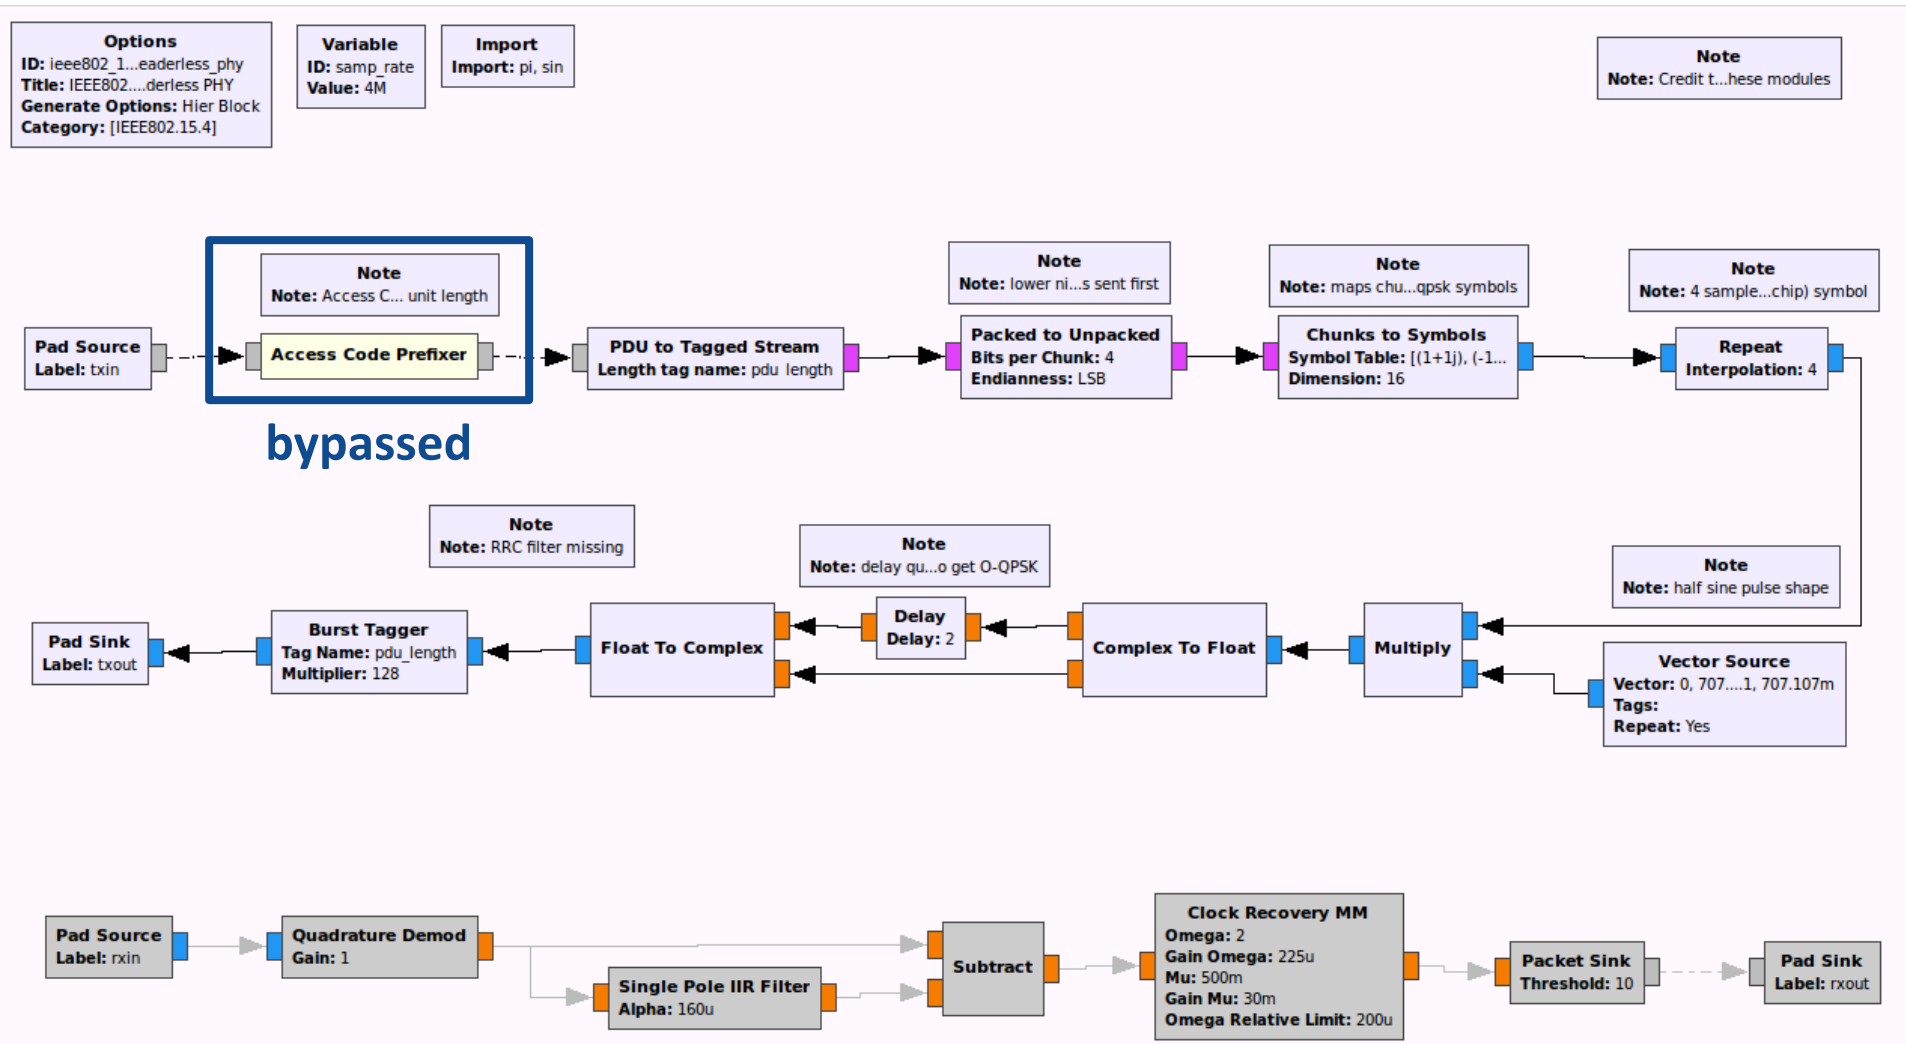 Options
ID: ieee802_1...eaderless_phy
Title: IEEE802....derless PHY
Generate Options: Hier Block
Category: [IEEE802.15.4]
Variable
ID: samp_rate
Value: 4M
Import
Import: pi, sin
Note
Note: Credit t...hese modules
Note
Note: Access C... unit length
Note
Note: lower ni...s sent first
Note
Note: maps chu...qpsk symbols
Note
Note: 4 sample...chip) symbol
Pad Source
Label: txin
Access Code Prefixer
PDU to Tagged Stream
Length tag name: pdu_length
Packed to Unpacked
Bits per Chunk: 4
Endianness: LSB
Chunks to Symbols
Symbol Table: [(1+1j), (-1...
Dimension: 16
Repeat
Interpolation: 4
bypassed
Note
Note: RRC filter missing
Note
Note: delay qu...o get O-QPSK
Note
Note: half sine pulse shape
Pad Sink
Label: txout
Burst Tagger
Tag Name: pdu_length
Multiplier: 128
Float To Complex
Delay
Delay: 2
Complex To Float
Multiply
Vector Source
Vector: 0, 707....1, 707.107m
Tags:
Repeat: Yes
Pad Source
Label: rxin
Quadrature Demod
Gain: 1
Single Pole IIR Filter
Alpha: 160u
Subtract
Clock Recovery MM
Omega: 2
Gain Omega: 225u
Mu: 500m
Gain Mu: 30m
Omega Relative Limit: 200u
Packet Sink
Threshold: 10
Pad Sink
Label: rxout